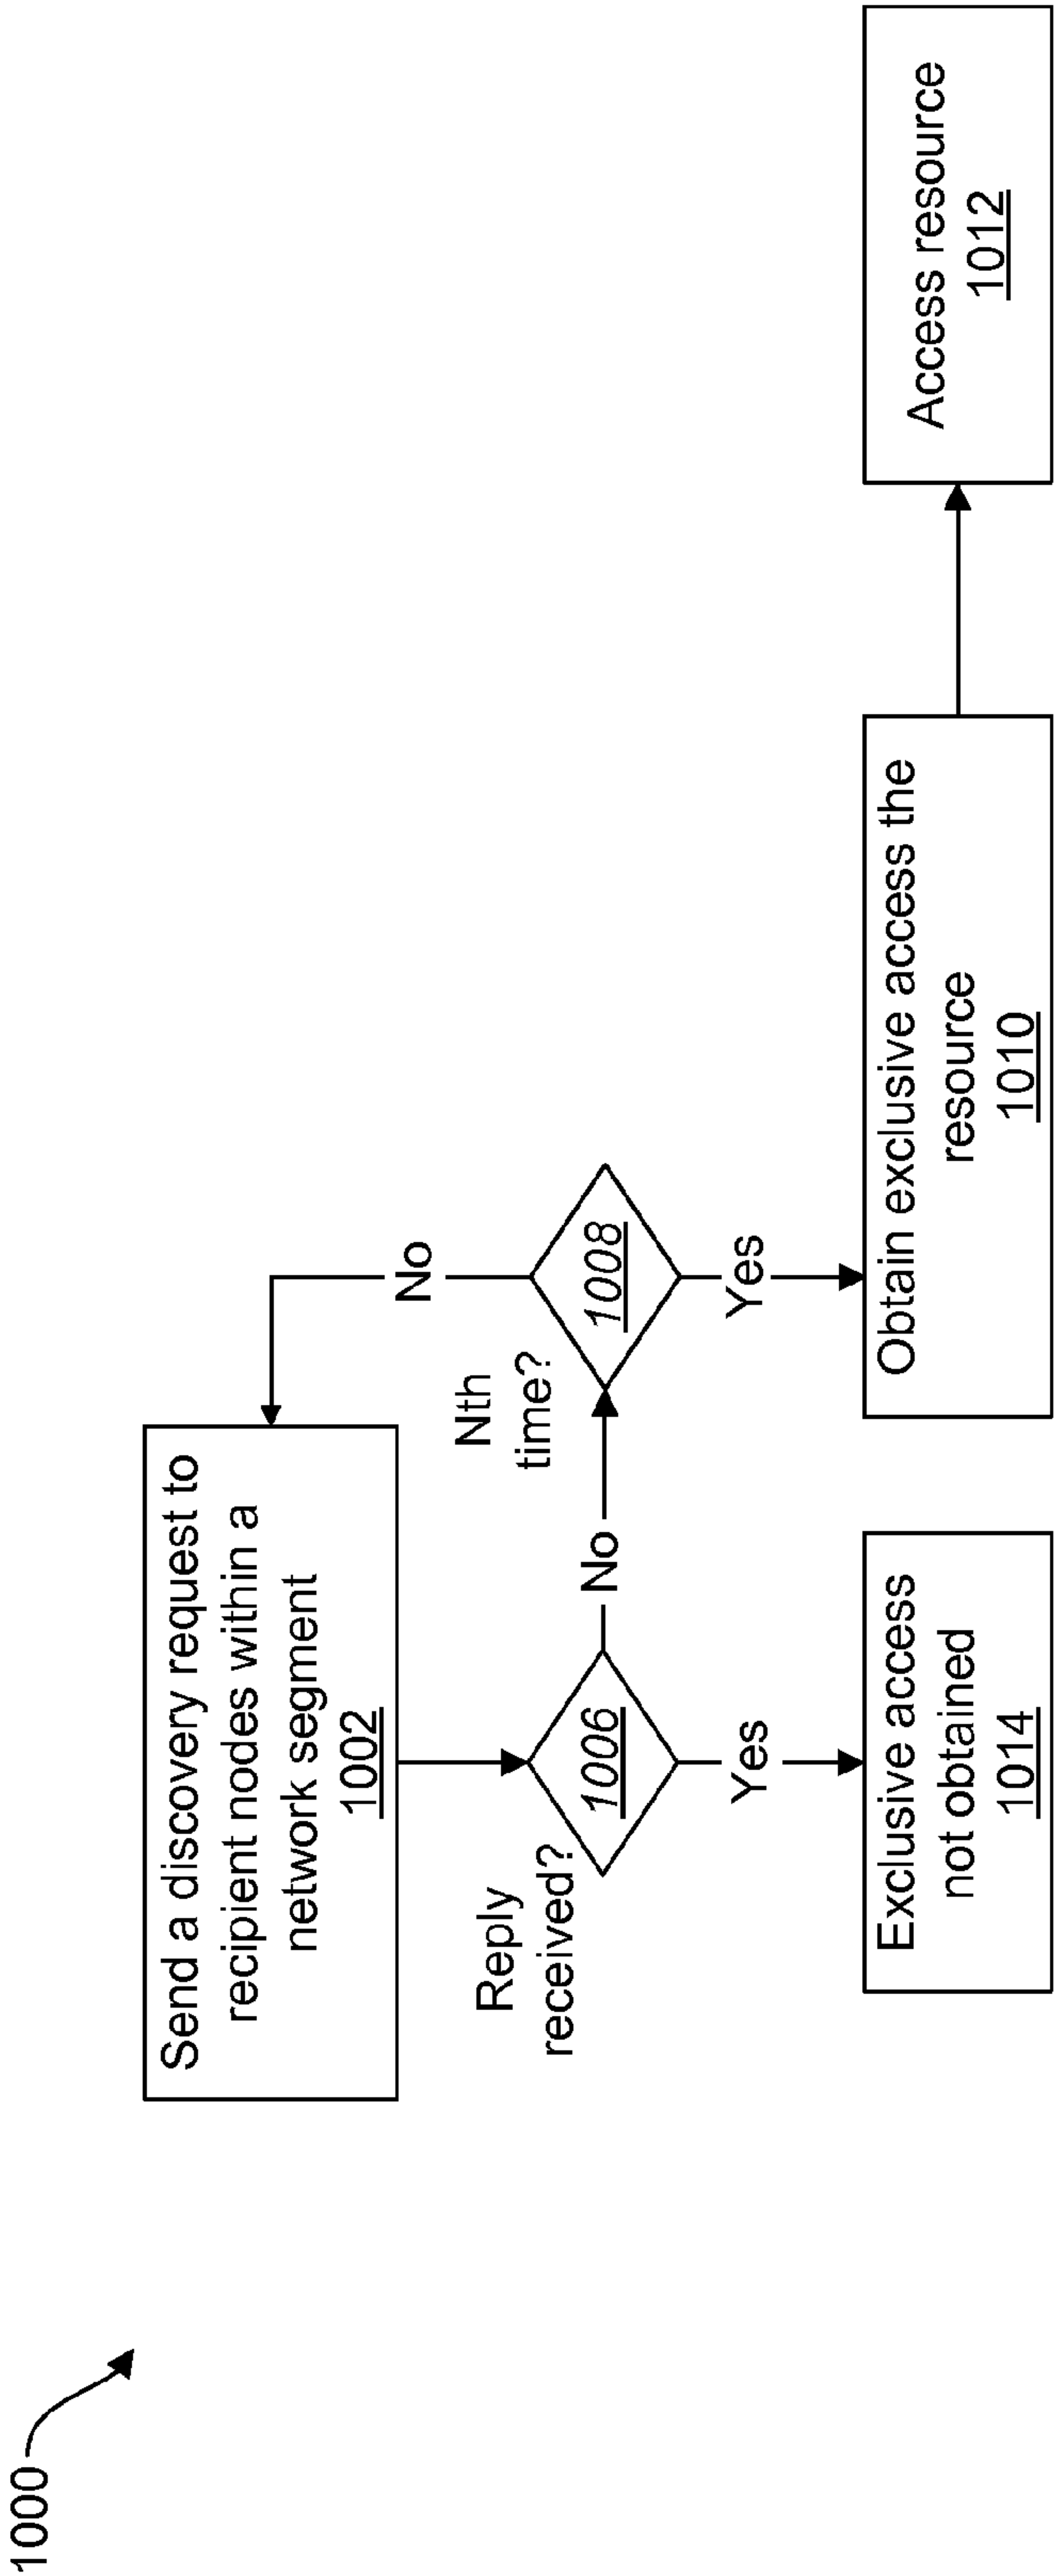 1000
Send a discovery request to
recipient nodes within a
network segment
1002
Reply
received?
1006
No
Nth
time?
1008
No
Yes
Yes
Exclusive access
not obtained
1014
Obtain exclusive access the
resource
1010
Access resource
1012